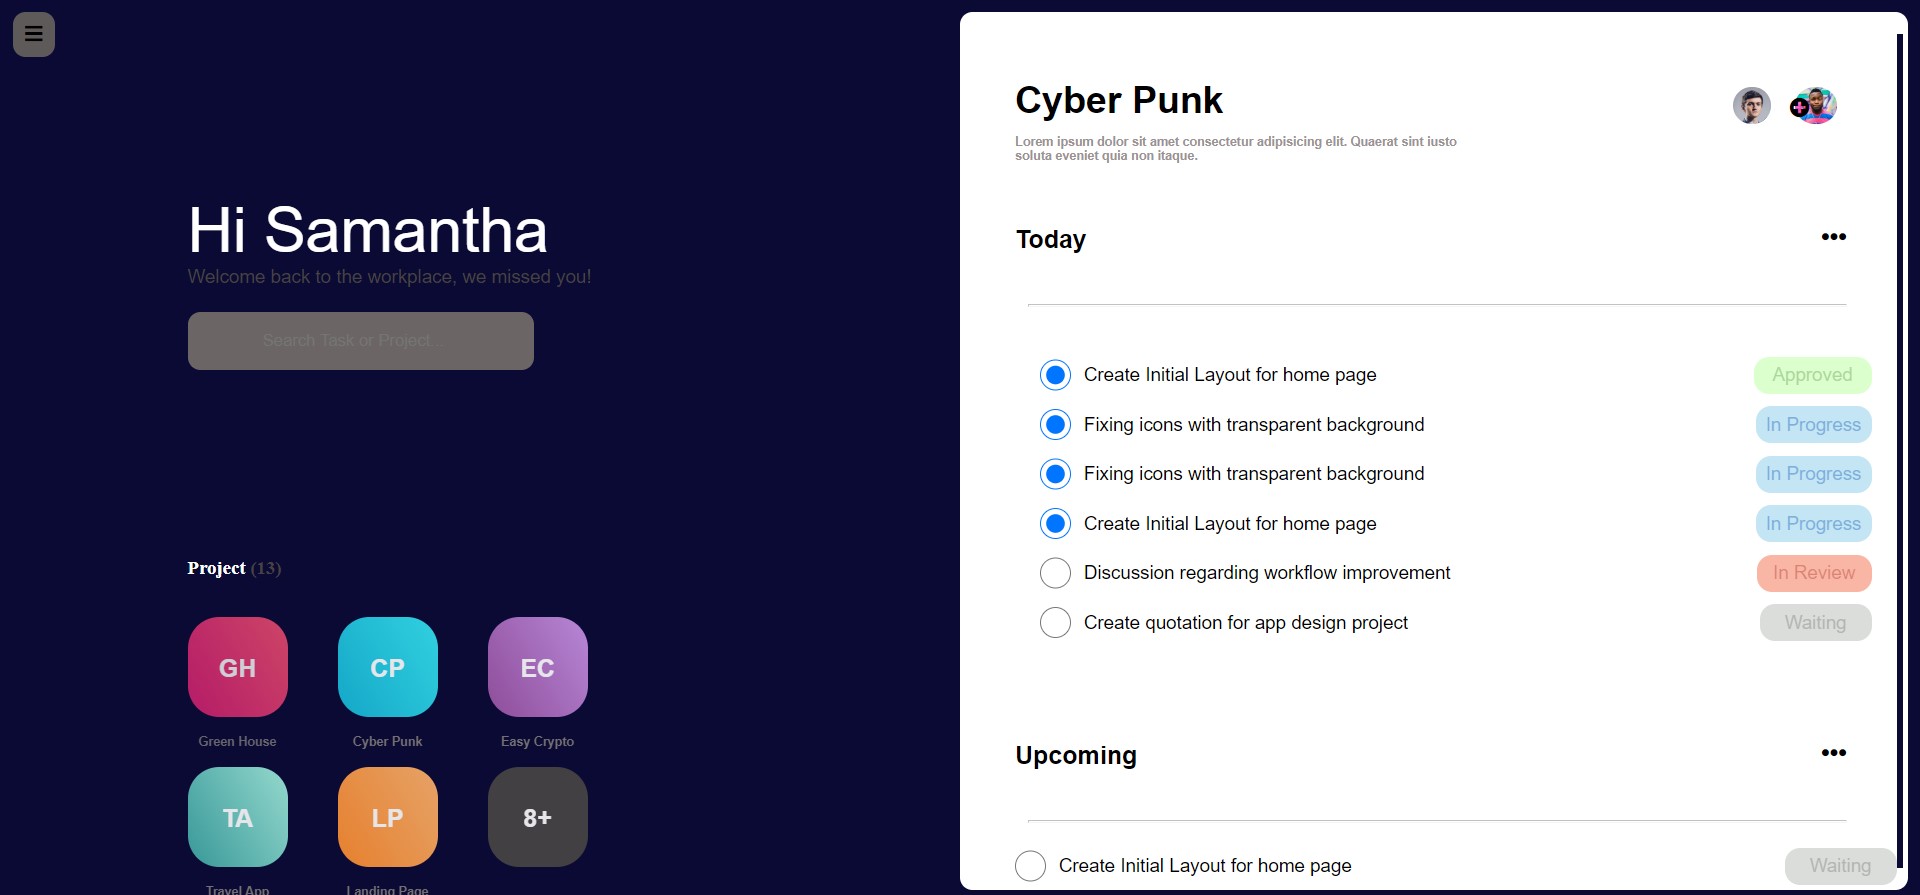 Hi Samantha
Welcome back to the workplace, we missed you!
Search Task or Project...
Project (13)
GH
CP
EC
Green House
Cyber Punk
Easy Crypto
TA
LP
8+
Travel App
Landing Page
Cyber Punk
Lorem ipsum dolor sit amet consectetur adipisicing elit. Quaerat sint iusto
soluta eveniet quia non itaque.
Today
Create Initial Layout for home page
Approved
Fixing icons with transparent background
In Progress
Fixing icons with transparent background
In Progress
Create Initial Layout for home page
In Progress
Discussion regarding workflow improvement
In Review
Create quotation for app design project
Waiting
Upcoming
Create Initial Layout for home page
Waiting